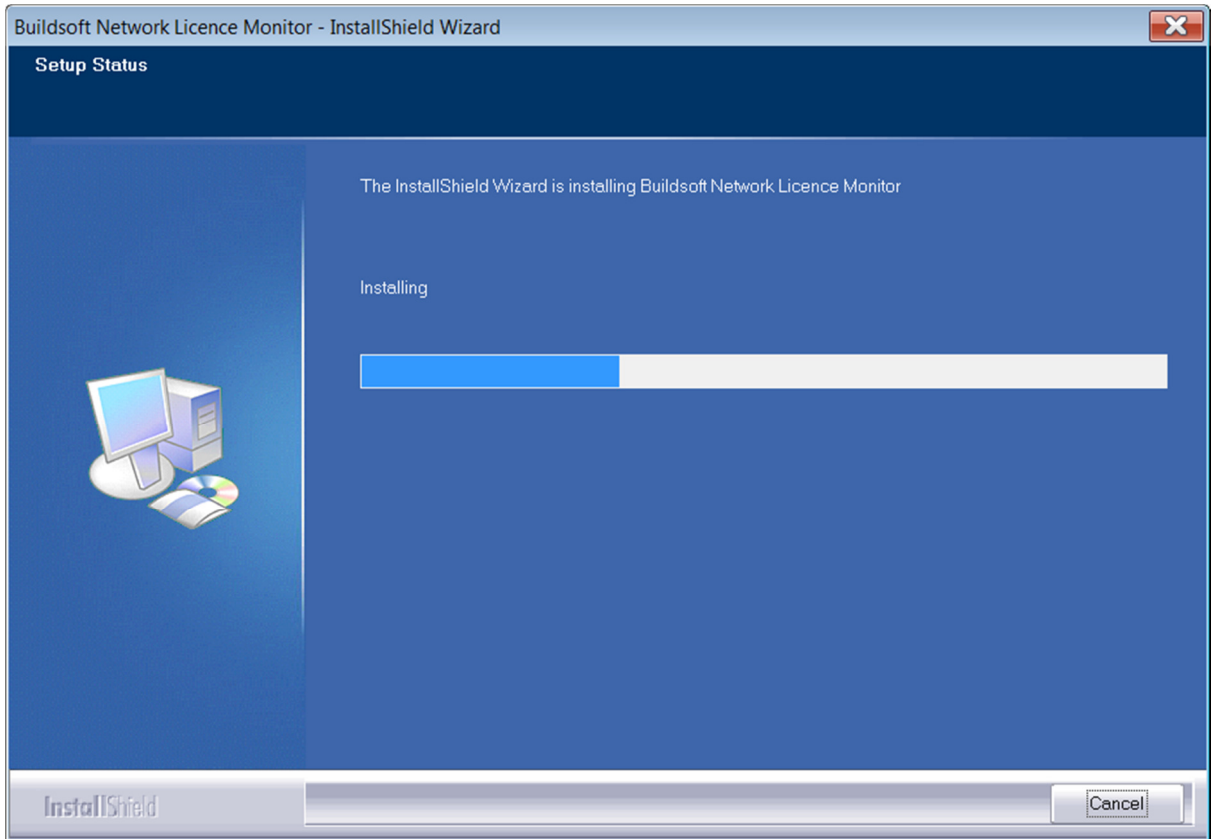 Buildsoft Network Licence Monitor - InstallShield Wizard
Setup Status
The InstallShield Wizard is installing Buildsoft Network Licence Monitor
Installing
InstallShield
Cancel